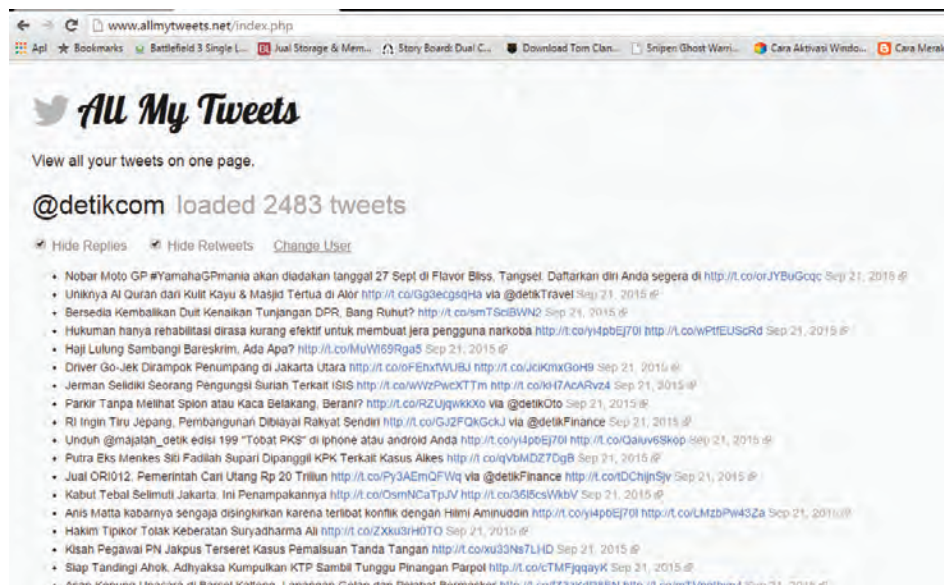 www.allmytweets.net/index.php
Apl Bookmarks Battlefield 3 Single L... Jual Storage & Mem... Story Board: Dual C... Download Tom Clan... Sniper: Ghost Warri... Cara Aktivasi Windo... Cara Merak
All My Tweets
View all your tweets on one page.
@detikcom loaded 2483 tweets
Hide Replies Hide Retweets Change User
Nobar Moto GP #YamahaGPmania akan diadakan tanggal 27 Sept di Flavor Bliss, Tangsel. Daftarkan diri Anda segera di http://t.co/orJYBuGcqc Sep 21, 2015
Uniknya Al Quran dari Kulit Kayu & Masjid Tertua di Alor http://t.co/Gg3ecgsqHa via @detikTravel Sep 21, 2015
Bersedia Kembalikan Duit Kenaikan Tunjangan DPR, Bang Ruhut? http://t.co/smTSciBWN2 Sep 21, 2015
Hukuman hanya rehabilitasi dirasa kurang efektif untuk membuat jera pengguna narkoba http://t.co/yi4pbEj70I http://t.co/wPtfEUScRd Sep 21, 2015
Haji Lulung Sambangi Bareskrim, Ada Apa? http://t.co/MuWI69Rga5 Sep 21, 2015
Driver Go-Jek Dirampok Penumpang di Jakarta Utara http://t.co/oFEhxfWUBJ http://t.co/JciKmxGoH9 Sep 21, 2015
Jerman Selidiki Seorang Pengungsi Suriah Terkait ISIS http://t.co/wWzPwcXTTm http://t.co/kH7AcARvz4 Sep 21, 2015
Parkir Tanpa Melihat Spion atau Kaca Belakang, Berani? http://t.co/RZUjqwkkXo via @detikOto Sep 21, 2015
RI Ingin Tiru Jepang, Pembangunan Dibiayai Rakyat Sendiri http://t.co/GJ2FQkGckJ via @detikFinance Sep 21, 2015
Unduh @majalah_detik edisi 199 "Tobat PKS" di iphone atau android Anda http://t.co/yi4pbEj70I http://t.co/Qaiuv6Skop Sep 21, 2015
Putra Eks Menkes Siti Fadilah Supari Dipanggil KPK Terkait Kasus Alkes http://t.co/qVbMDZ7DgB Sep 21, 2015
Jual ORI012, Pemerintah Cari Utang Rp 20 Triliun http://t.co/Py3AEmQFWq via @detikFinance http://t.co/tDChijnSjv Sep 21, 2015
Kabut Tebal Selimuti Jakarta, Ini Penampakannya http://t.co/OsmNCaTpJV http://t.co/36I5csWkbV Sep 21, 2015
Anis Matta kabarnya sengaja disingkirkan karena terlibat konflik dengan Hilmi Aminuddin http://t.co/yi4pbEj70I http://t.co/LMzbPw43Za Sep 21, 2015
Hakim Tipikor Tolak Keberatan Suryadharma Ali http://t.co/ZXku3rH0TO Sep 21, 2015
Kisah Pegawai PN Jakpus Terseret Kasus Pemalsuan Tanda Tangan http://t.co/xu33Ns7LHD Sep 21, 2015
Siap Tandingi Ahok, Adhyaksa Kumpulkan KTP Sambil Tunggu Pinangan Parpol http://t.co/cTMFjqqayK Sep 21, 2015